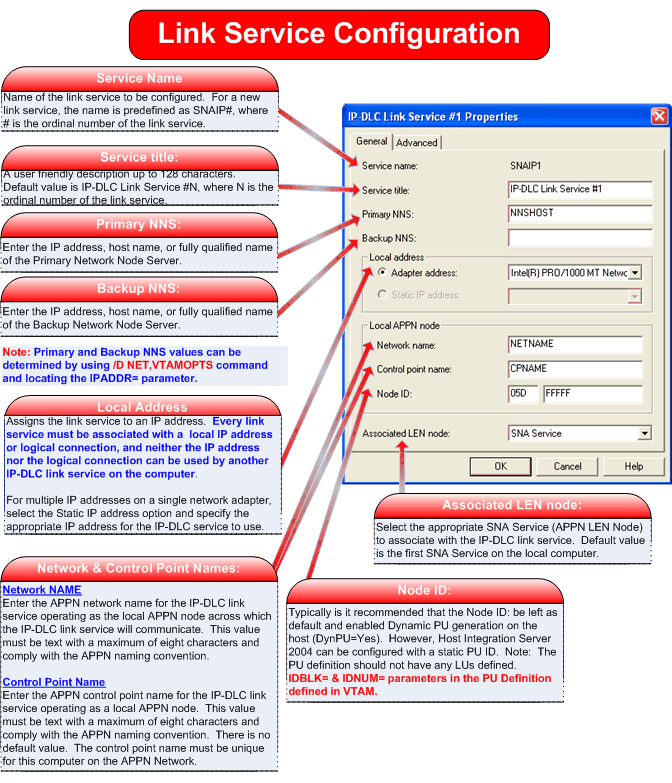 Link Service Configuration
Service Name
Name of the link service to be configured.  For a new
link service, the name is predefined as SNAIP#, where
# is the ordinal number of the link service.
Service title:
A user friendly description up to 128 characters.
Default value is IP-DLC Link Service #N, where N is the
ordinal number of the link service.
Primary NNS:
Enter the IP address, host name, or fully qualified name
of the Primary Network Node Server.
Backup NNS:
Enter the IP address, host name, or fully qualified name
of the Backup Network Node Server.
Note: Primary and Backup NNS values can be
determined by using /D NET,VTAMOPTS command
and locating the IPADDR= parameter.
Local Address
Assigns the link service to an IP address.  Every link
service must be associated with a  local IP address
or logical connection, and neither the IP address
nor the logical connection can be used by another
IP-DLC link service on the computer.
For multiple IP addresses on a single network adapter,
select the Static IP address option and specify the
appropriate IP address for the IP-DLC service to use.
Network & Control Point Names:
Network NAME
Enter the APPN network name for the IP-DLC link
service operating as the local APPN node across which
the IP-DLC link service will communicate.  This value
must be text with a maximum of eight characters and
comply with the APPN naming convention.
Control Point Name
Enter the APPN control point name for the IP-DLC link
service operating as a local APPN node.  This value
must be text with a maximum of eight characters and
comply with the APPN naming convention.  There is no
default value.  The control point name must be unique
for this computer on the APPN Network.
IP-DLC Link Service #1 Properties
General Advanced
Service name: SNAIP1
Service title: IP-DLC Link Service #1
Primary NNS: NNSHOST
Backup NNS:
Local address
Adapter address: Intel(R) PRO/1000 MT Netwc
Static IP address:
Local APPN node
Network name: NETNAME
Control point name: CPNAME
Node ID: 05D FFFFF
Associated LEN node: SNA Service
OK Cancel Help
Associated LEN node:
Select the appropriate SNA Service (APPN LEN Node)
to associate with the IP-DLC link service.  Default value
is the first SNA Service on the local computer.
Node ID:
Typically is it recommended that the Node ID: be left as
default and enabled Dynamic PU generation on the
host (DynPU=Yes).  However, Host Integration Server
2004 can be configured with a static PU ID.  Note:  The
PU definition should not have any LUs defined.
IDBLK= & IDNUM= parameters in the PU Definition
defined in VTAM.